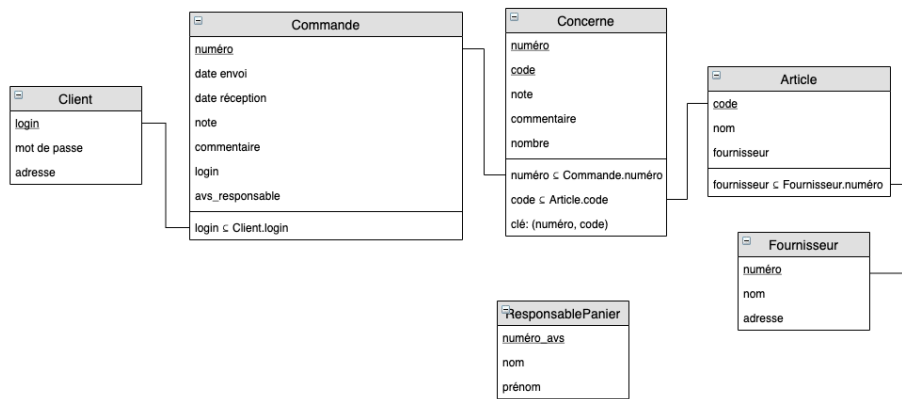 Client
login
mot de passe
adresse
Commande
numéro
date envoi
date réception
note
commentaire
login
avs_responsable
login ⊆ Client.login
Concerne
numéro
code
note
commentaire
nombre
numéro ⊆ Commande.numéro
code ⊆ Article.code
clé: (numéro, code)
Article
code
nom
fournisseur
fournisseur ⊆ Fournisseur.numéro
Fournisseur
numéro
nom
adresse
ResponsablePanier
numéro_avs
nom
prénom